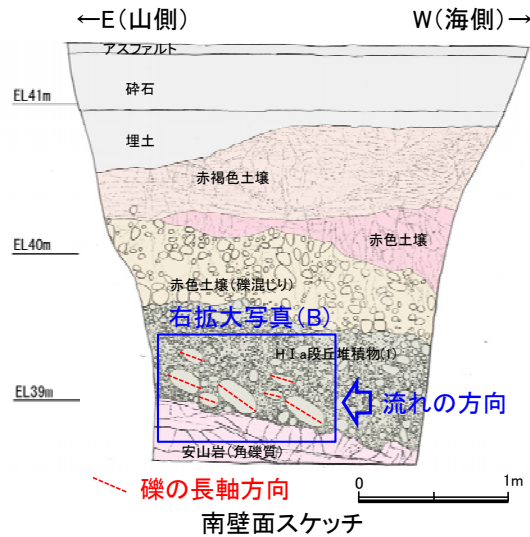 ←E(山側)
W(海側)→
アスファルト
砕石
EL41m
埋土
赤褐色土壌
赤色土壌
EL40m
赤色土壌(礫混じり)
右拡大写真(B)
HⅠa段丘堆積物(1)
EL39m
流れの方向
安山岩(角礫質)
礫の長軸方向
0
1m
南壁面スケッチ